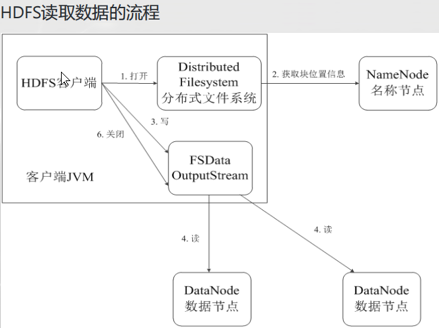 HDFS读取数据的流程
HDFS客户端
1. 打开
Distributed
Filesystem
分布式文件系统
2. 获取块位置信息
NameNode
名称节点
3. 写
6. 关闭
FSData
OutputStream
客户端JVM
4. 读
4. 读
DataNode
数据节点
DataNode
数据节点